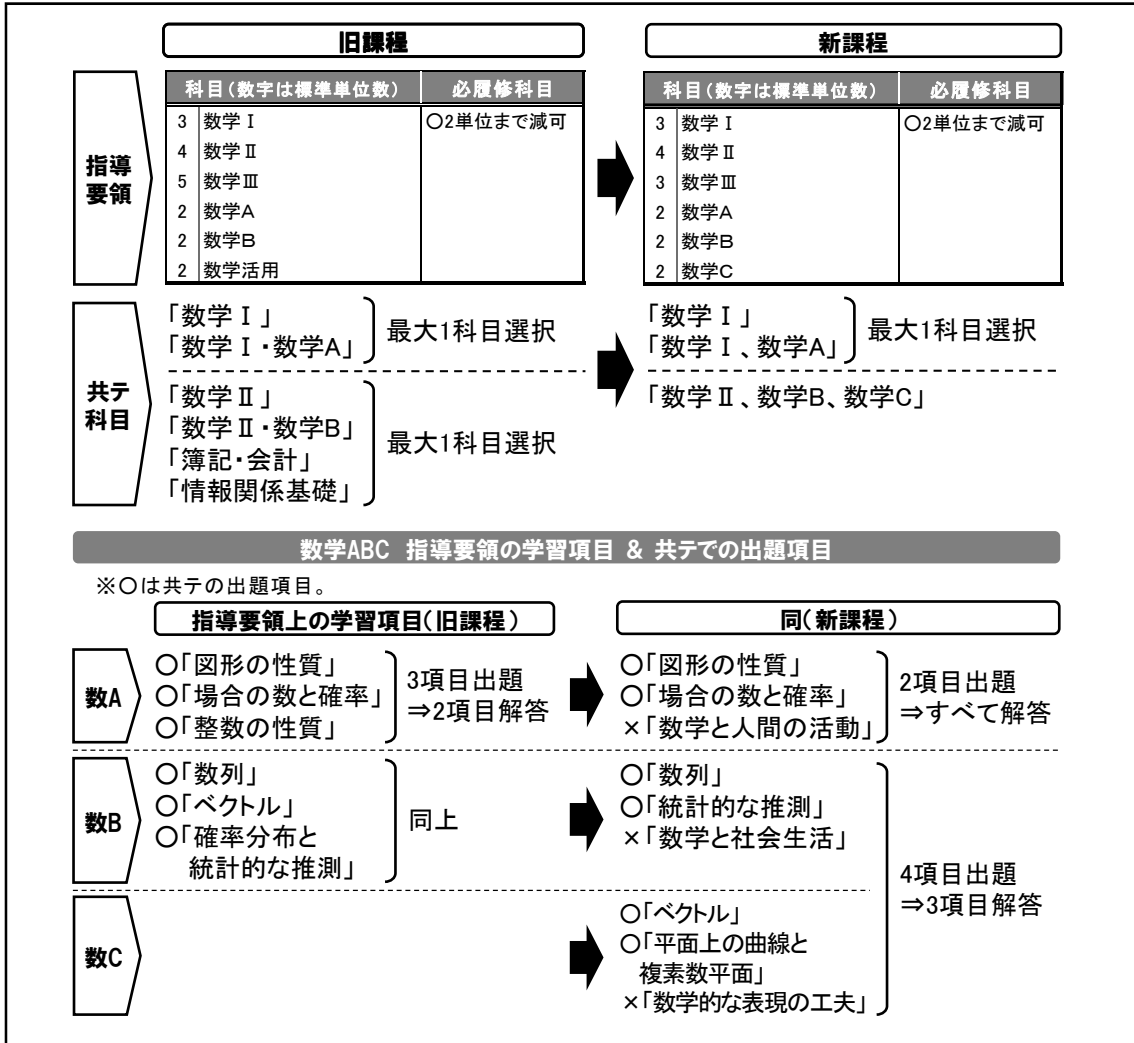 旧課程
新課程
指導
要領
科目(数字は標準単位数) 必履修科目
3 数学Ⅰ ○2単位まで減可
4 数学Ⅱ
5 数学Ⅲ
2 数学A
2 数学B
2 数学活用
科目(数字は標準単位数) 必履修科目
3 数学Ⅰ ○2単位まで減可
4 数学Ⅱ
3 数学Ⅲ
2 数学A
2 数学B
2 数学C
共テ
科目
「数学Ⅰ」
「数学Ⅰ・数学A」
最大1科目選択
「数学Ⅱ」
「数学Ⅱ・数学B」
「簿記・会計」
「情報関係基礎」
最大1科目選択
「数学Ⅰ」
「数学Ⅰ、数学A」
最大1科目選択
「数学Ⅱ、数学B、数学C」
数学ABC 指導要領の学習項目 & 共テでの出題項目
※○は共テの出題項目。
指導要領上の学習項目(旧課程)
同(新課程)
数A
○「図形の性質」
○「場合の数と確率」
○「整数の性質」
3項目出題
⇒2項目解答
○「図形の性質」
○「場合の数と確率」
×「数学と人間の活動」
2項目出題
⇒すべて解答
数B
○「数列」
○「ベクトル」
○「確率分布と
統計的な推測」
同上
○「数列」
○「統計的な推測」
×「数学と社会生活」
数C
○「ベクトル」
○「平面上の曲線と
複素数平面」
×「数学的な表現の工夫」
4項目出題
⇒3項目解答